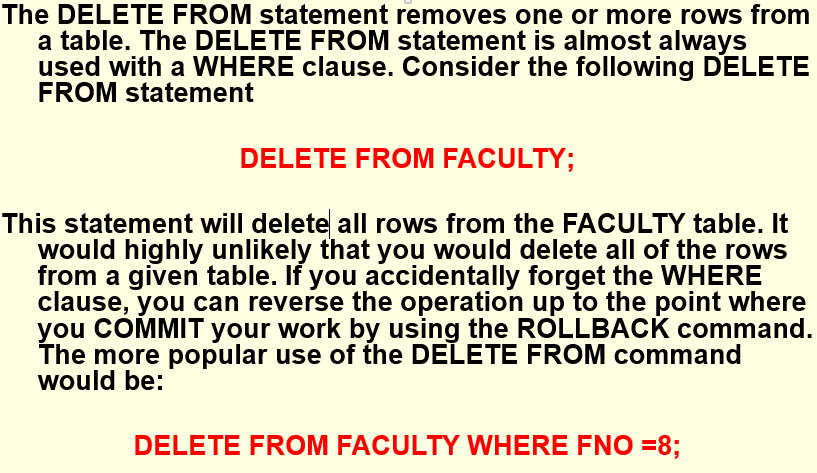 The DELETE FROM statement removes one or more rows from
a table. The DELETE FROM statement is almost always
used with a WHERE clause. Consider the following DELETE
FROM statement
DELETE FROM FACULTY;
This statement will delete all rows from the FACULTY table. It
would highly unlikely that you would delete all of the rows
from a given table. If you accidentally forget the WHERE
clause, you can reverse the operation up to the point where
you COMMIT your work by using the ROLLBACK command.
The more popular use of the DELETE FROM command
would be:
DELETE FROM FACULTY WHERE FNO =8;